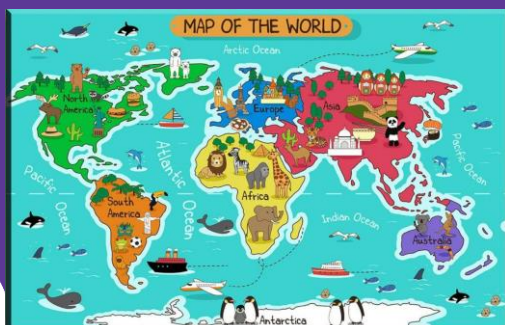 MAP OF THE WORLD
Arctic Ocean
North
America
Europe
Asia
Pacific
Ocean
Atlantic
Ocean
Pacific
Ocean
Africa
South
America
Indian Ocean
Australia
Antarctica